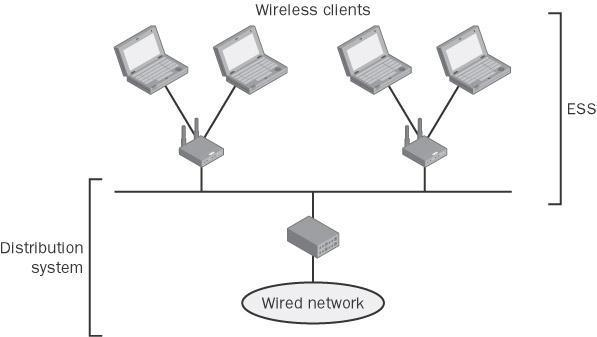 Wireless clients
ESS
Distribution
system
Wired network